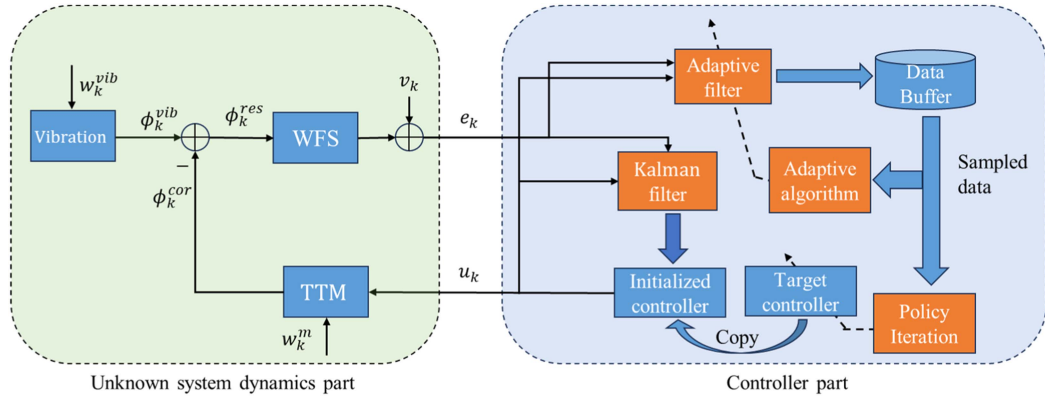 w_k^{vib}
Vibration
ϕ_k^{vib}
ϕ_k^{res}
WFS
v_k
e_k
−
ϕ_k^{cor}
TTM
w_k^m
u_k
Unknown system dynamics part
Adaptive
filter
Data
Buffer
Kalman
filter
Adaptive
algorithm
Sampled
data
Initialized
controller
Target
controller
Policy
Iteration
Copy
Controller part